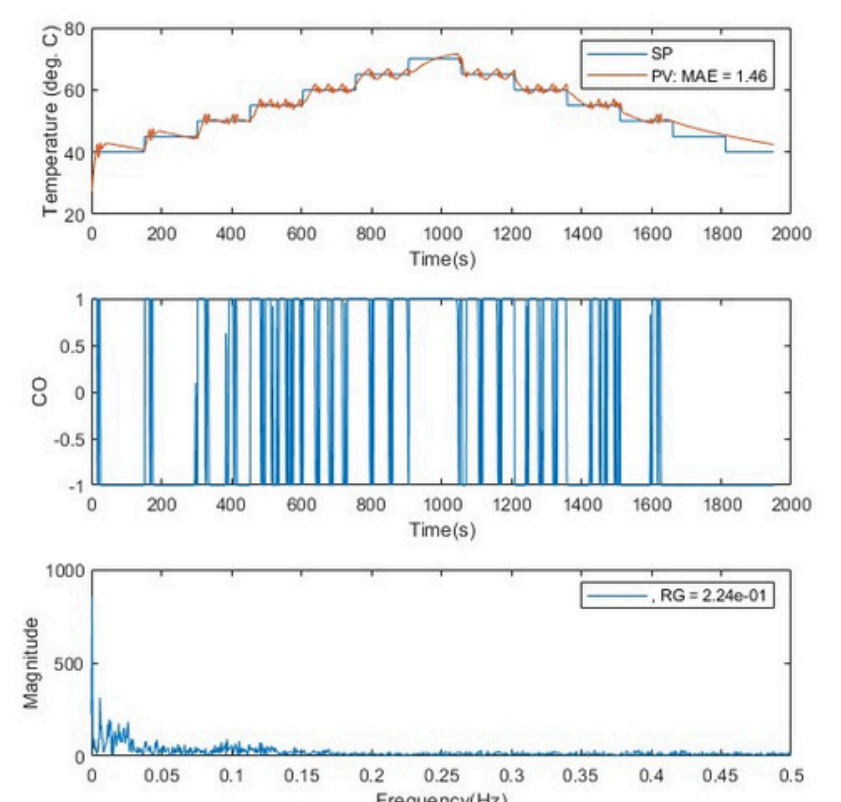 80
60
40
20
Temperature (deg. C)
SP
PV: MAE = 1.46
0 200 400 600 800 1000 1200 1400 1600 1800 2000
Time(s)
1
0.5
0
-0.5
-1
CO
0 200 400 600 800 1000 1200 1400 1600 1800 2000
Time(s)
1000
500
0
Magnitude
, RG = 2.24e-01
0 0.05 0.1 0.15 0.2 0.25 0.3 0.35 0.4 0.45 0.5
Frequency(Hz)